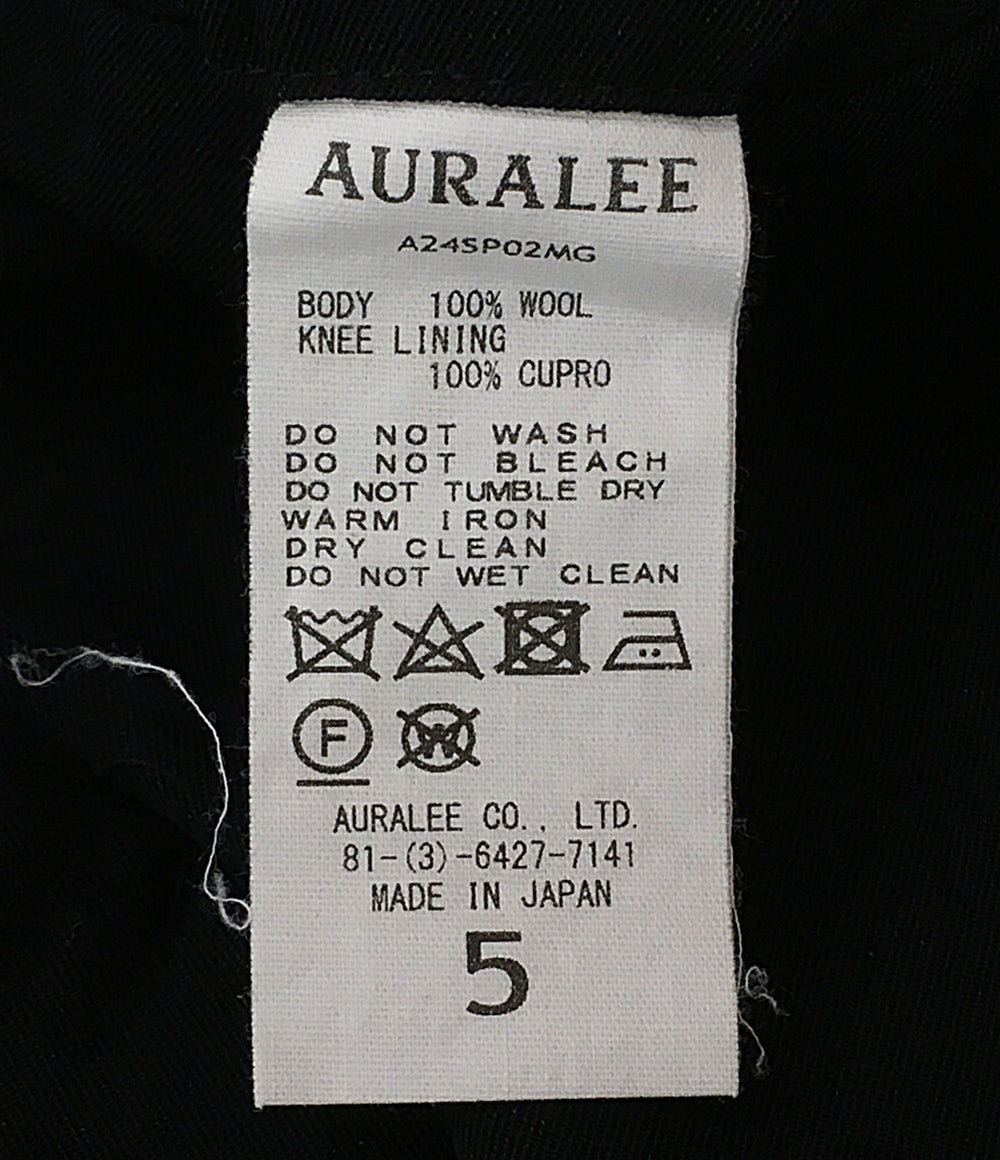 AURALEE
A24SP02MG
BODY 100% WOOL
KNEE LINING
100% CUPRO
DO NOT WASH
DO NOT BLEACH
DO NOT TUMBLE DRY
WARM IRON
DRY CLEAN
DO NOT WET CLEAN
F W
AURALEE CO., LTD.
81-(3)-6427-7141
MADE IN JAPAN
5